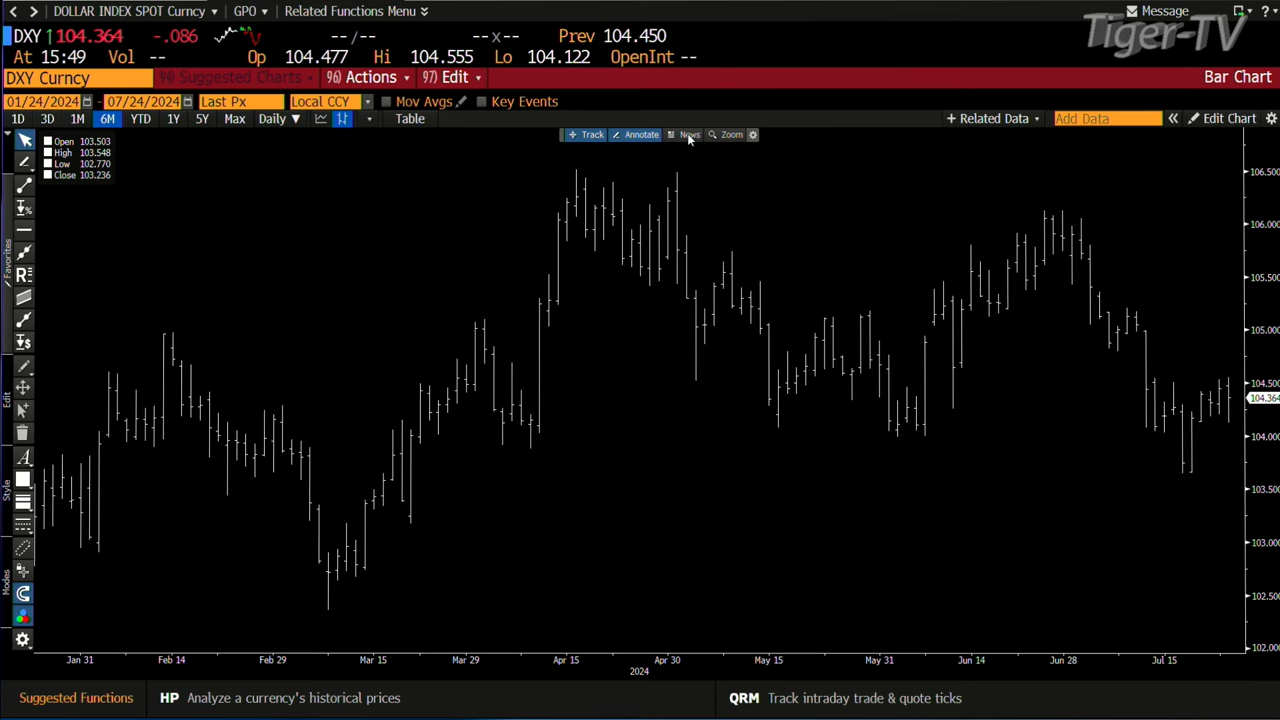 DOLLAR INDEX SPOT Curncy GPO Related Functions Menu Message
Tiger-TV
DXY ↑104.364 -.086 --/-- --x-- Prev 104.450
At 15:49 Vol -- Op 104.477 Hi 104.555 Lo 104.122 OpenInt --
DXY Curncy 94) Suggested Charts 96) Actions 97) Edit Bar Chart
01/24/2024 - 07/24/2024 Last Px Local CCY Mov Avgs Key Events
1D 3D 1M 6M YTD 1Y 5Y Max Daily Table + Related Data Add Data Edit Chart
Track Annotate News Zoom
Open 103.503
High 103.548
Low 102.770
Close 103.236
Favorites
Edit
Style
Modes
106.500
106.000
105.500
105.000
104.500
104.364
104.000
103.500
103.000
102.500
102.000
Jan 31 Feb 14 Feb 29 Mar 15 Mar 29 Apr 15 Apr 30 May 15 May 31 Jun 14 Jun 28 Jul 15
2024
Suggested Functions HP Analyze a currency's historical prices QRM Track intraday trade & quote ticks